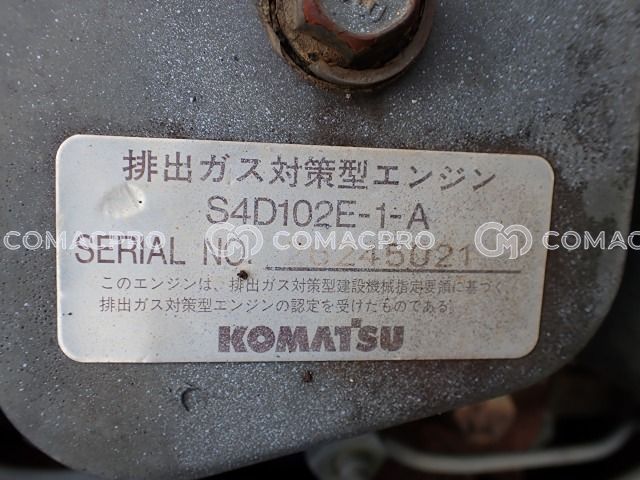 排出ガス対策型エンジン
S4D102E-1-A
SERIAL NO. 26245021
COMACPRO COMACPRO COMACPRO
このエンジンは、排出ガス対策型建設機械指定要領に基づく
排出ガス対策型エンジンの認定を受けたものである。
KOMATSU